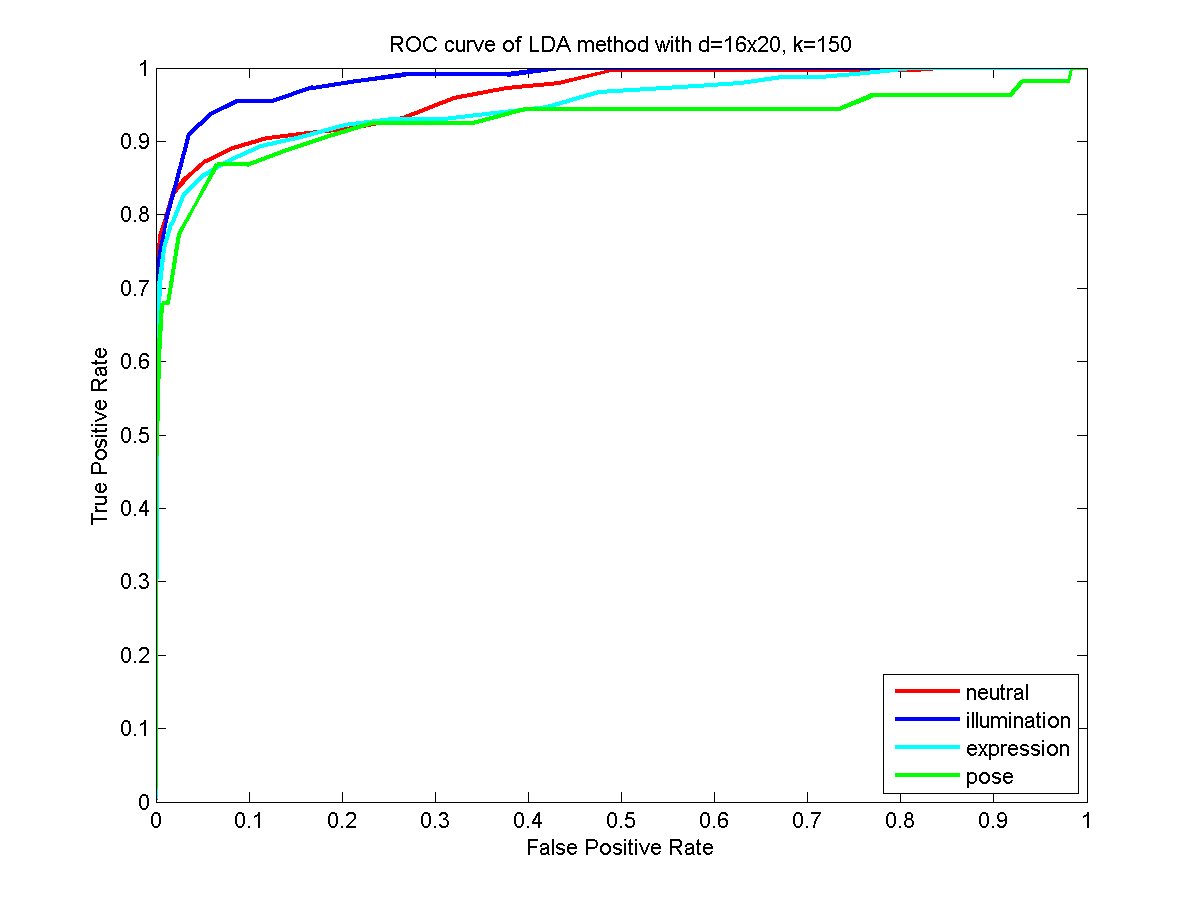 ROC curve of LDA method with d=16x20, k=150
True Positive Rate
1
0.9
0.8
0.7
0.6
0.5
0.4
0.3
0.2
0.1
0
0 0.1 0.2 0.3 0.4 0.5 0.6 0.7 0.8 0.9 1
False Positive Rate
neutral
illumination
expression
pose